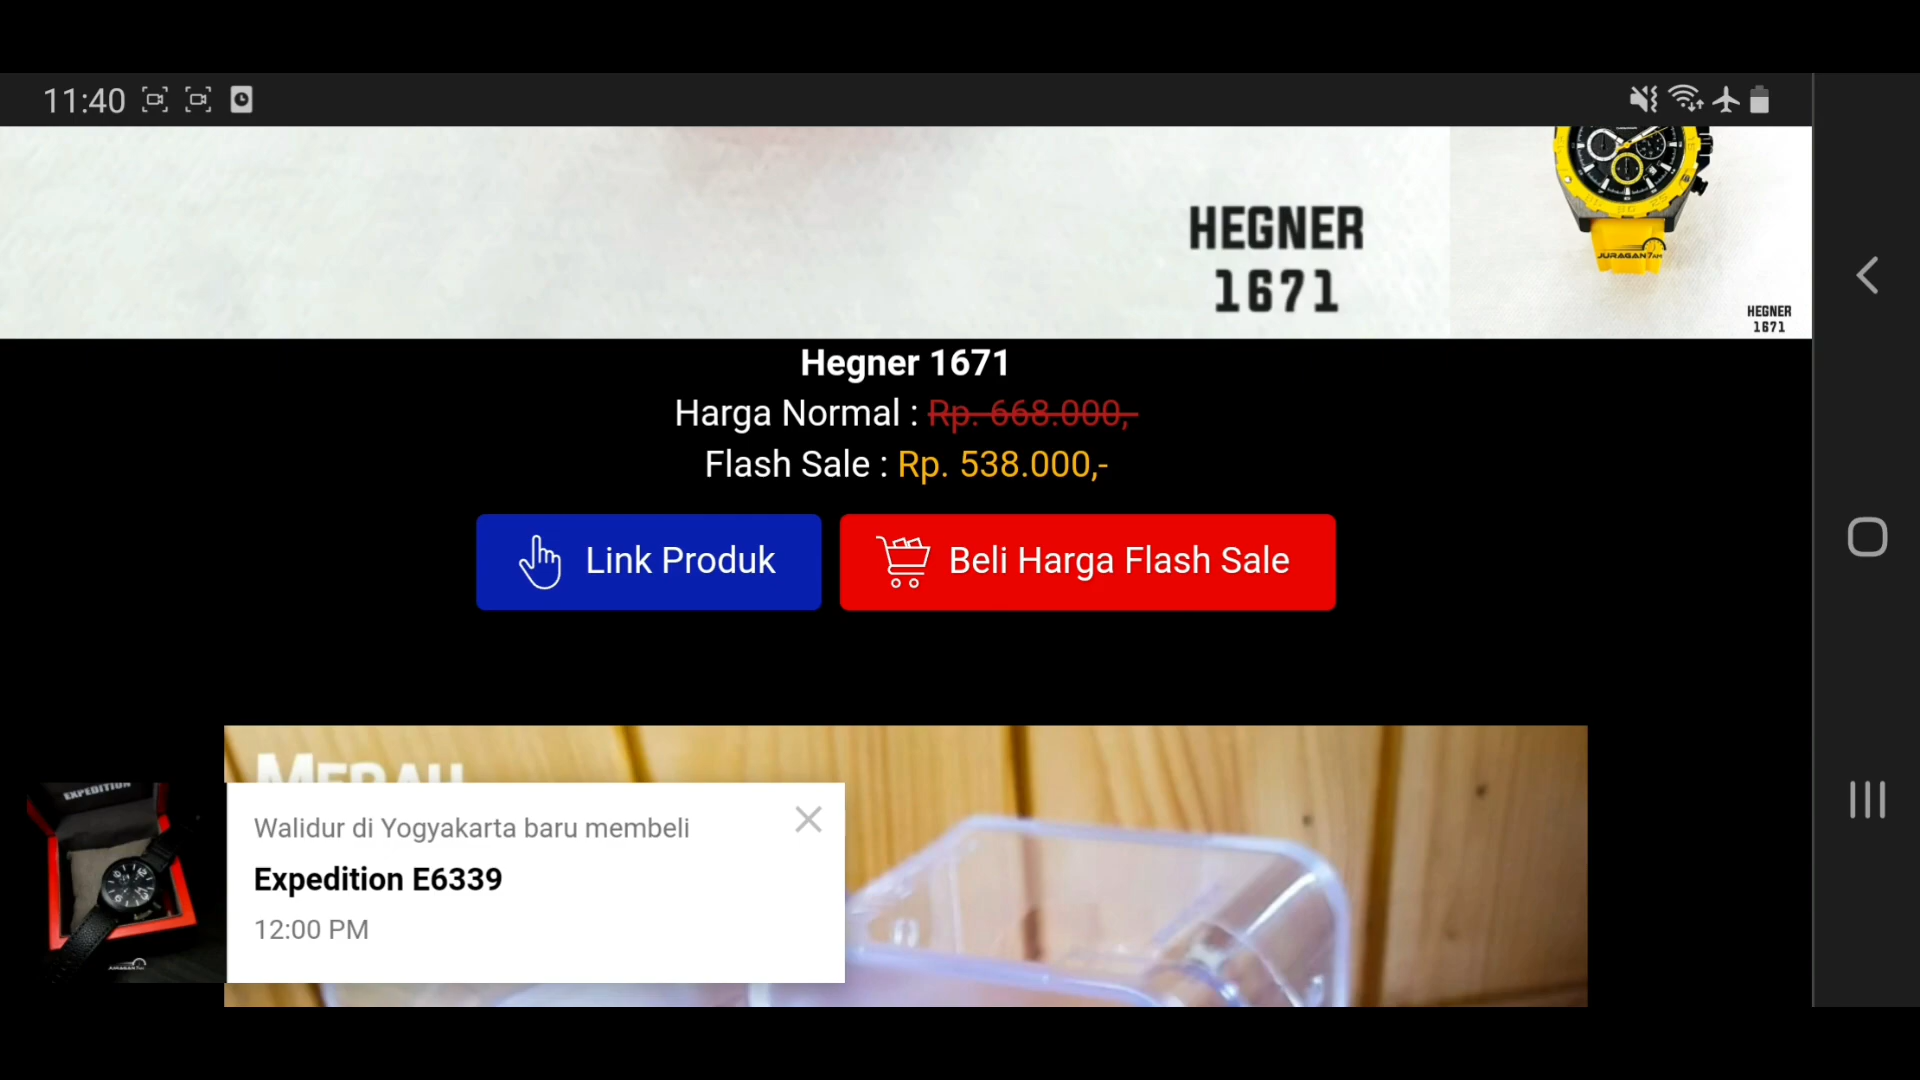 11:40
HEGNER
1671
JURAGAN 7AM
HEGNER
1671
Hegner 1671
Harga Normal : Rp. 668.000,-
Flash Sale : Rp. 538.000,-
Link Produk
Beli Harga Flash Sale
EXPEDITION
Walidur di Yogyakarta baru membeli
Expedition E6339
12:00 PM